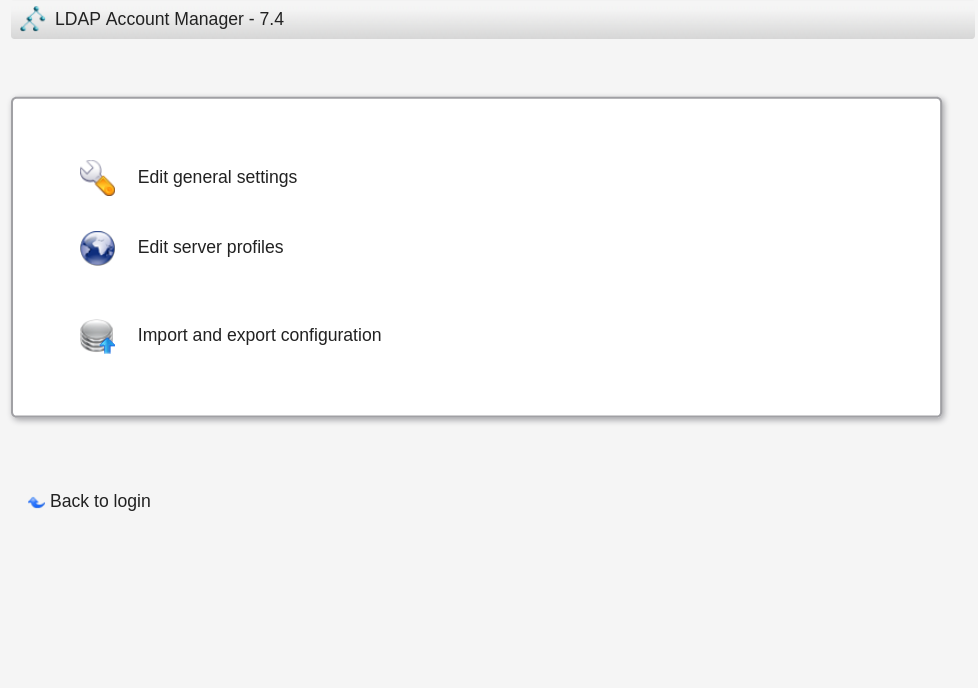 LDAP Account Manager - 7.4
Edit general settings
Edit server profiles
Import and export configuration
Back to login